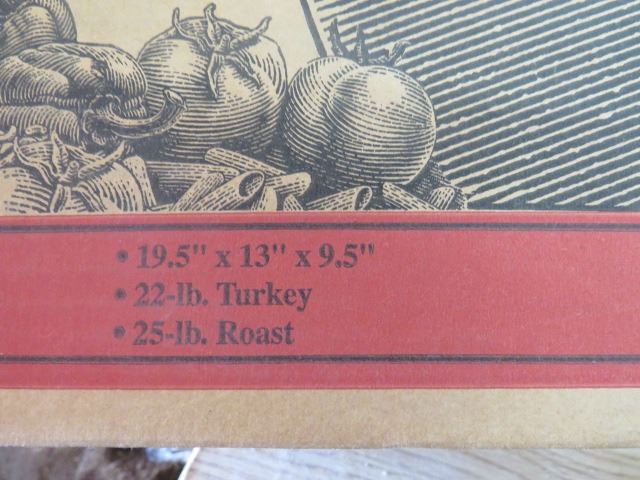 • 19.5" x 13" x 9.5"
• 22-lb. Turkey
• 25-lb. Roast